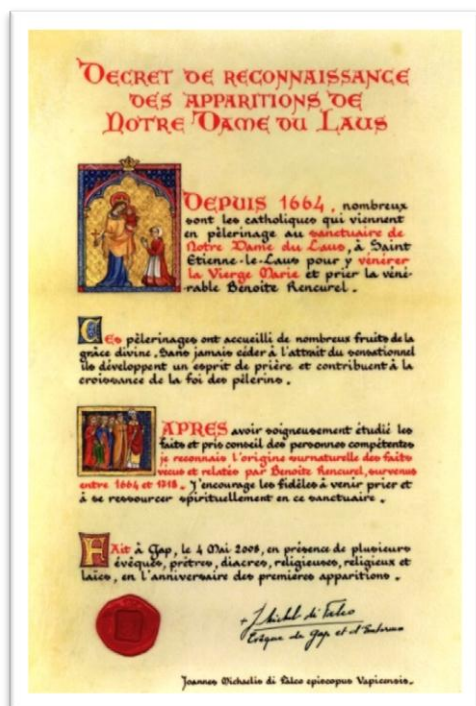 DECRET DE RECONNAISSANCE
DES APPARITIONS DE
NOTRE DAME DU LAUS
DEPUIS 1664, nombreux
sont les catholiques qui viennent
en pèlerinage au sanctuaire de
Notre Dame du Laus, à Saint
Etienne-le-Laus pour y vénérer
la Vierge Marie et prier la véné-
rable Benoîte Rencurel.
Ces pèlerinages ont accueilli de nombreux fruits de la
grâce divine. Sans jamais céder à l'attrait du sensationnel
ils développent un esprit de prière et contribuent à la
croissance de la foi des pèlerins.
APRES avoir soigneusement étudié les
faits et pris conseil des personnes compétentes
je reconnais l'origine surnaturelle des faits
vécus et relatés par Benoîte Rencurel, survenus
entre 1664 et 1718. J'encourage les fidèles à venir prier et
à se ressourcer spirituellement en ce sanctuaire.
Fait à Gap, le 4 Mai 2008, en présence de plusieurs
évêques, prêtres, diacres, religieuses, religieux et
laïcs, en l'anniversaire des premières apparitions.
+ J Michel di Falco
Evêque de Gap et d'Embrun
Joannes Michaelis di Falco episcopus Vapicensis.